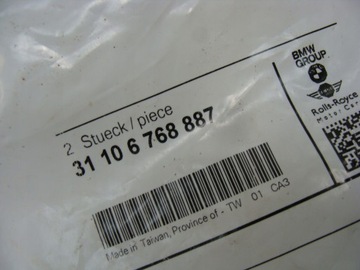 2 Stueck / piece
31 10 6 768 887
Made in Taiwan, Province of - TW 01 CA3
BMW
GROUP
Rolls-Royce
Motor Cars